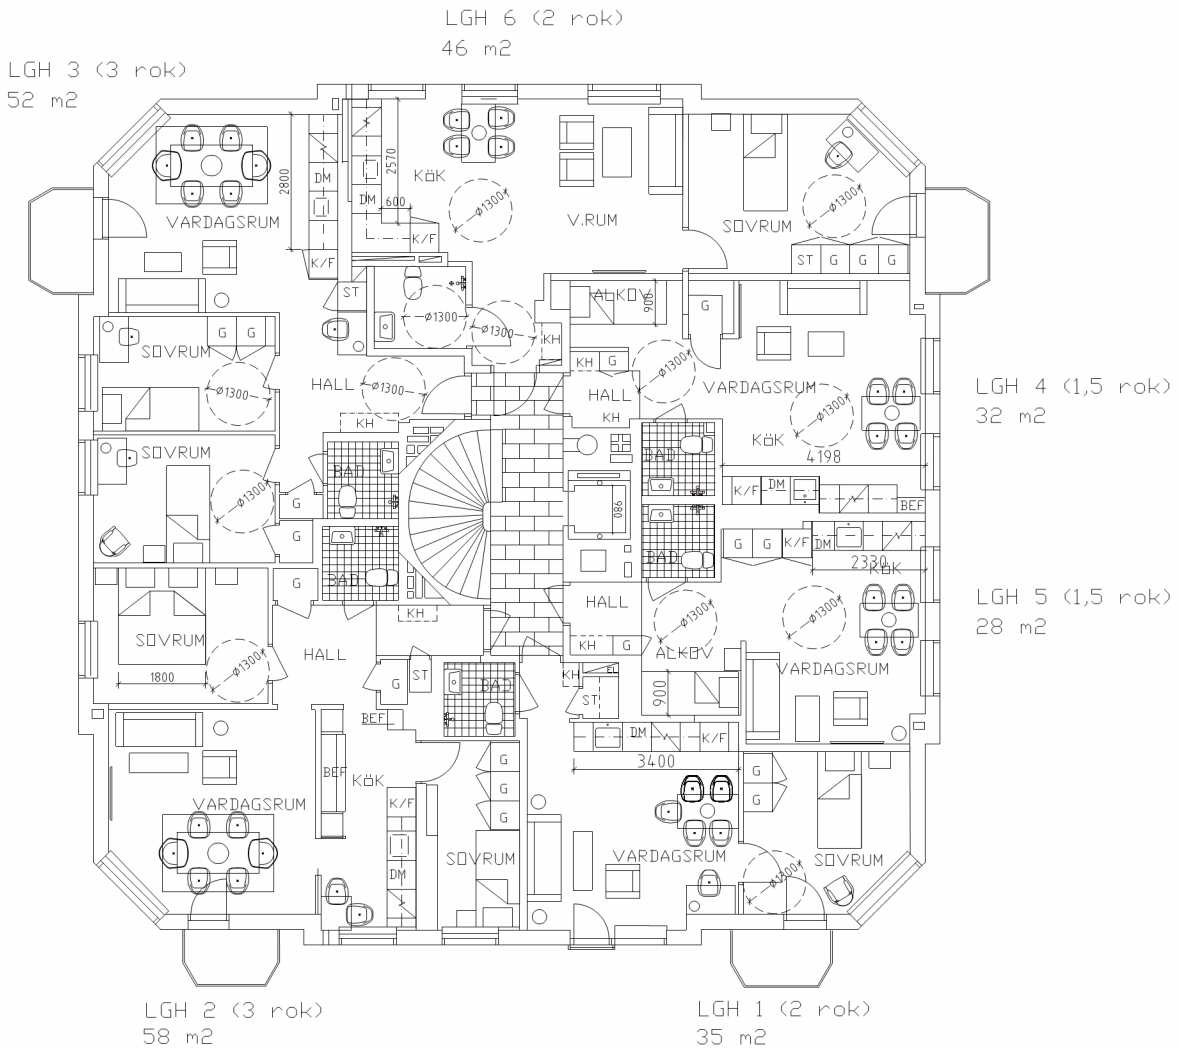 LGH 6 (2 rok)
46 m2
LGH 3 (3 rok)
52 m2
2800
DM
K/F
VARDAGSRUM
2570
600
DM
K/F
KÖK
ø1300
V.RUM
SOVRUM
ø1300
ST
G
G
G
ST
ø1300
ø1300
KH
ALKOV
900
G
SOVRUM
G
G
ø1300
HALL
ø1300
KH
KH
G
HALL
KH
ø1300
VARDAGSRUM
KÖK
ø1300
4198
LGH 4 (1,5 rok)
32 m2
SOVRUM
ø1300
G
BAD
BAD
980
K/F
DM
BEF
G
BAD
BAD
G
G
K/F
DM
2330
KÖK
G
KH
HALL
KH
G
ø1300
ALKOV
900
ø1300
VARDAGSRUM
LGH 5 (1,5 rok)
28 m2
SOVRUM
1800
ø1300
HALL
G
ST
BAD
KH
EL
ST
BEF
BEF
KÖK
K/F
DM
G
G
G
SOVRUM
VARDAGSRUM
DM
K/F
3400
G
G
VARDAGSRUM
ø1300
SOVRUM
LGH 2 (3 rok)
58 m2
LGH 1 (2 rok)
35 m2